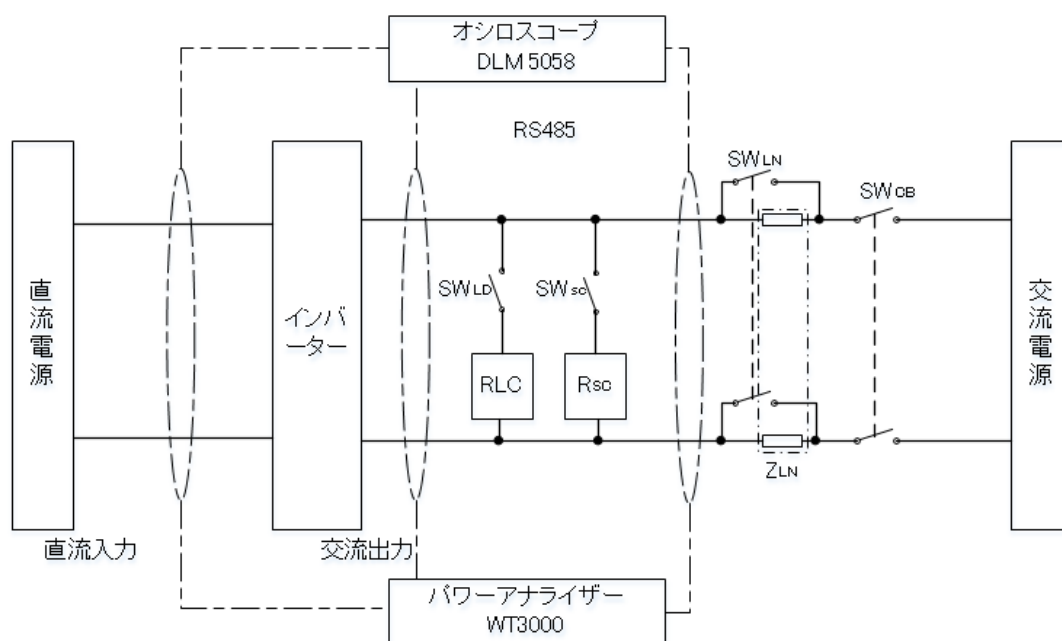 オシロスコープ
DLM 5058
RS485
SWLN
SWCB
直流電源
インバ
ーター
SWLD
SWsc
RLC
Rsc
交流電源
ZLN
直流入力
交流出力
パワーアナライザー
WT3000